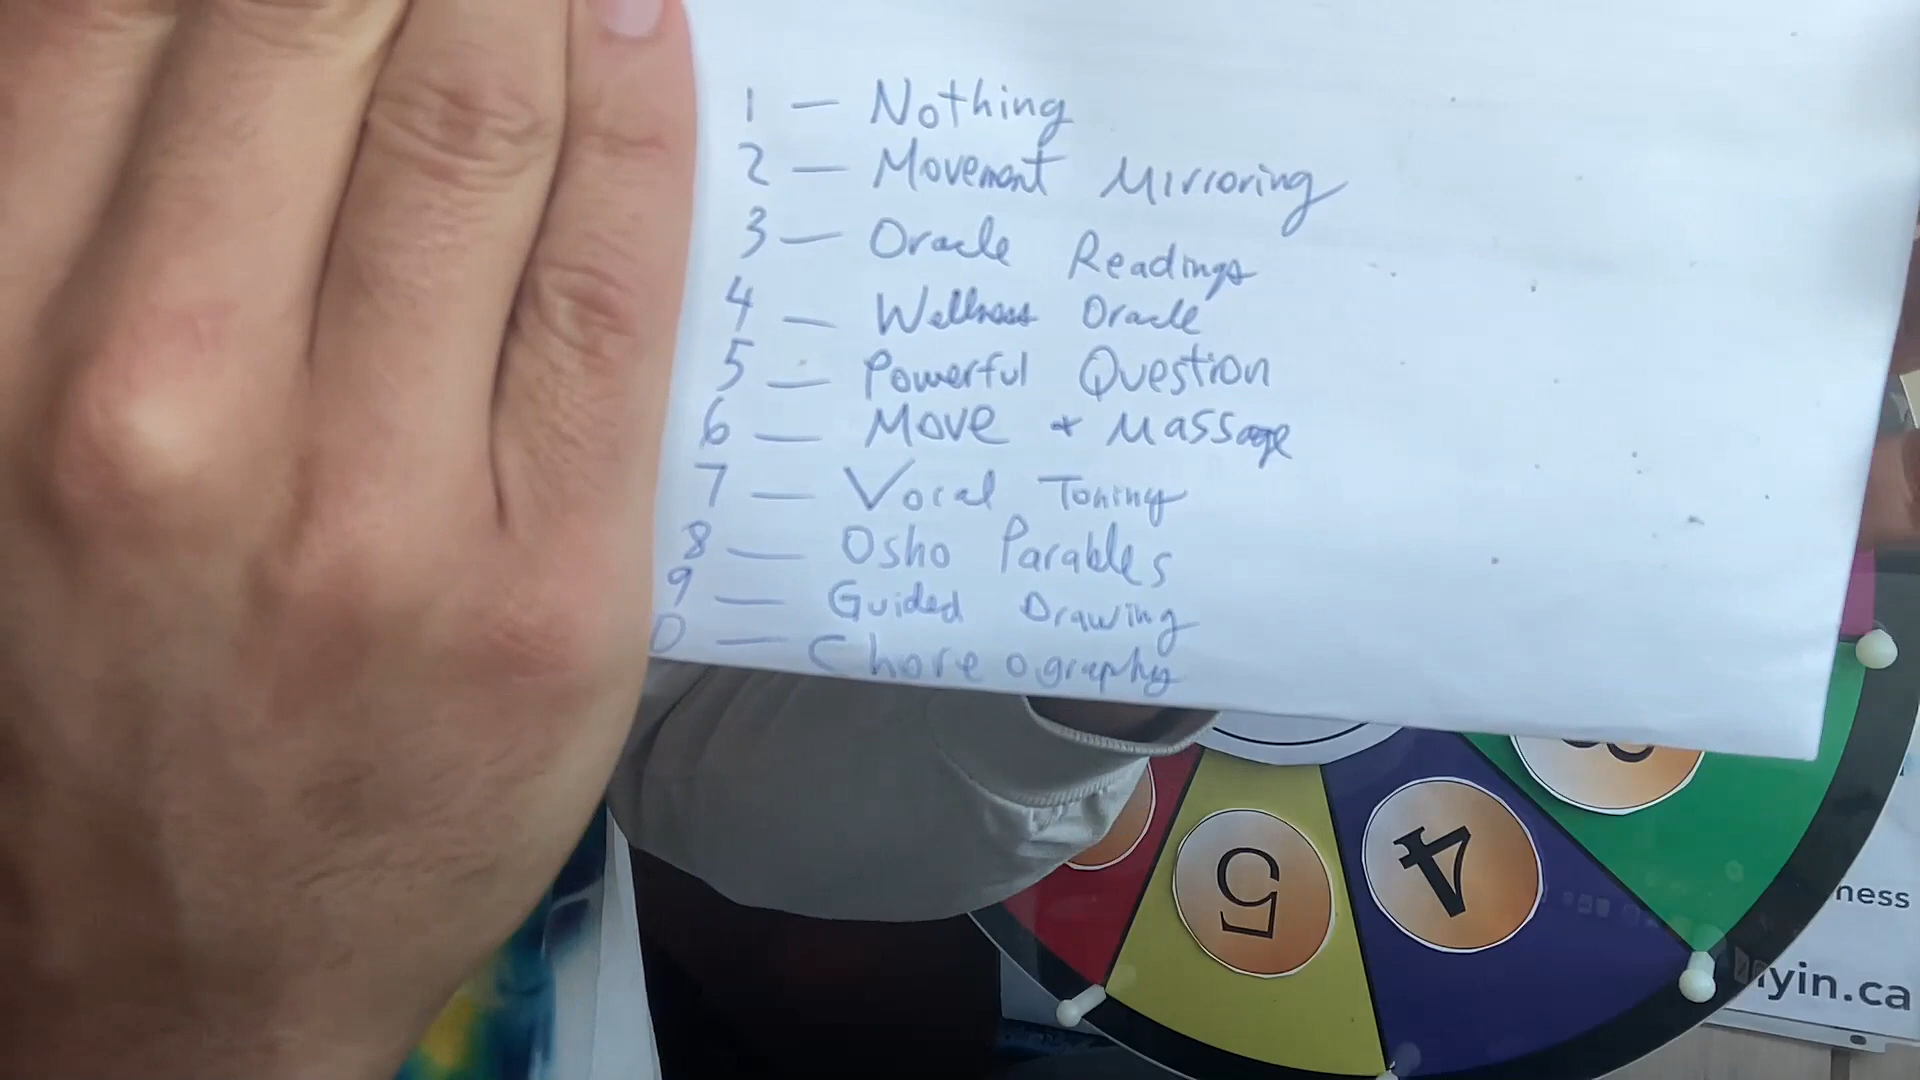 1 — Nothing
2 — Movement Mirroring
3 — Oracle Readings
4 — Wellness Oracle
5 — Powerful Question
6 — Move + Massage
7 — Vocal Toning
8 — Osho Parables
9 — Guided Drawing
0 — Choreography
8
5
4
ness
yin.ca